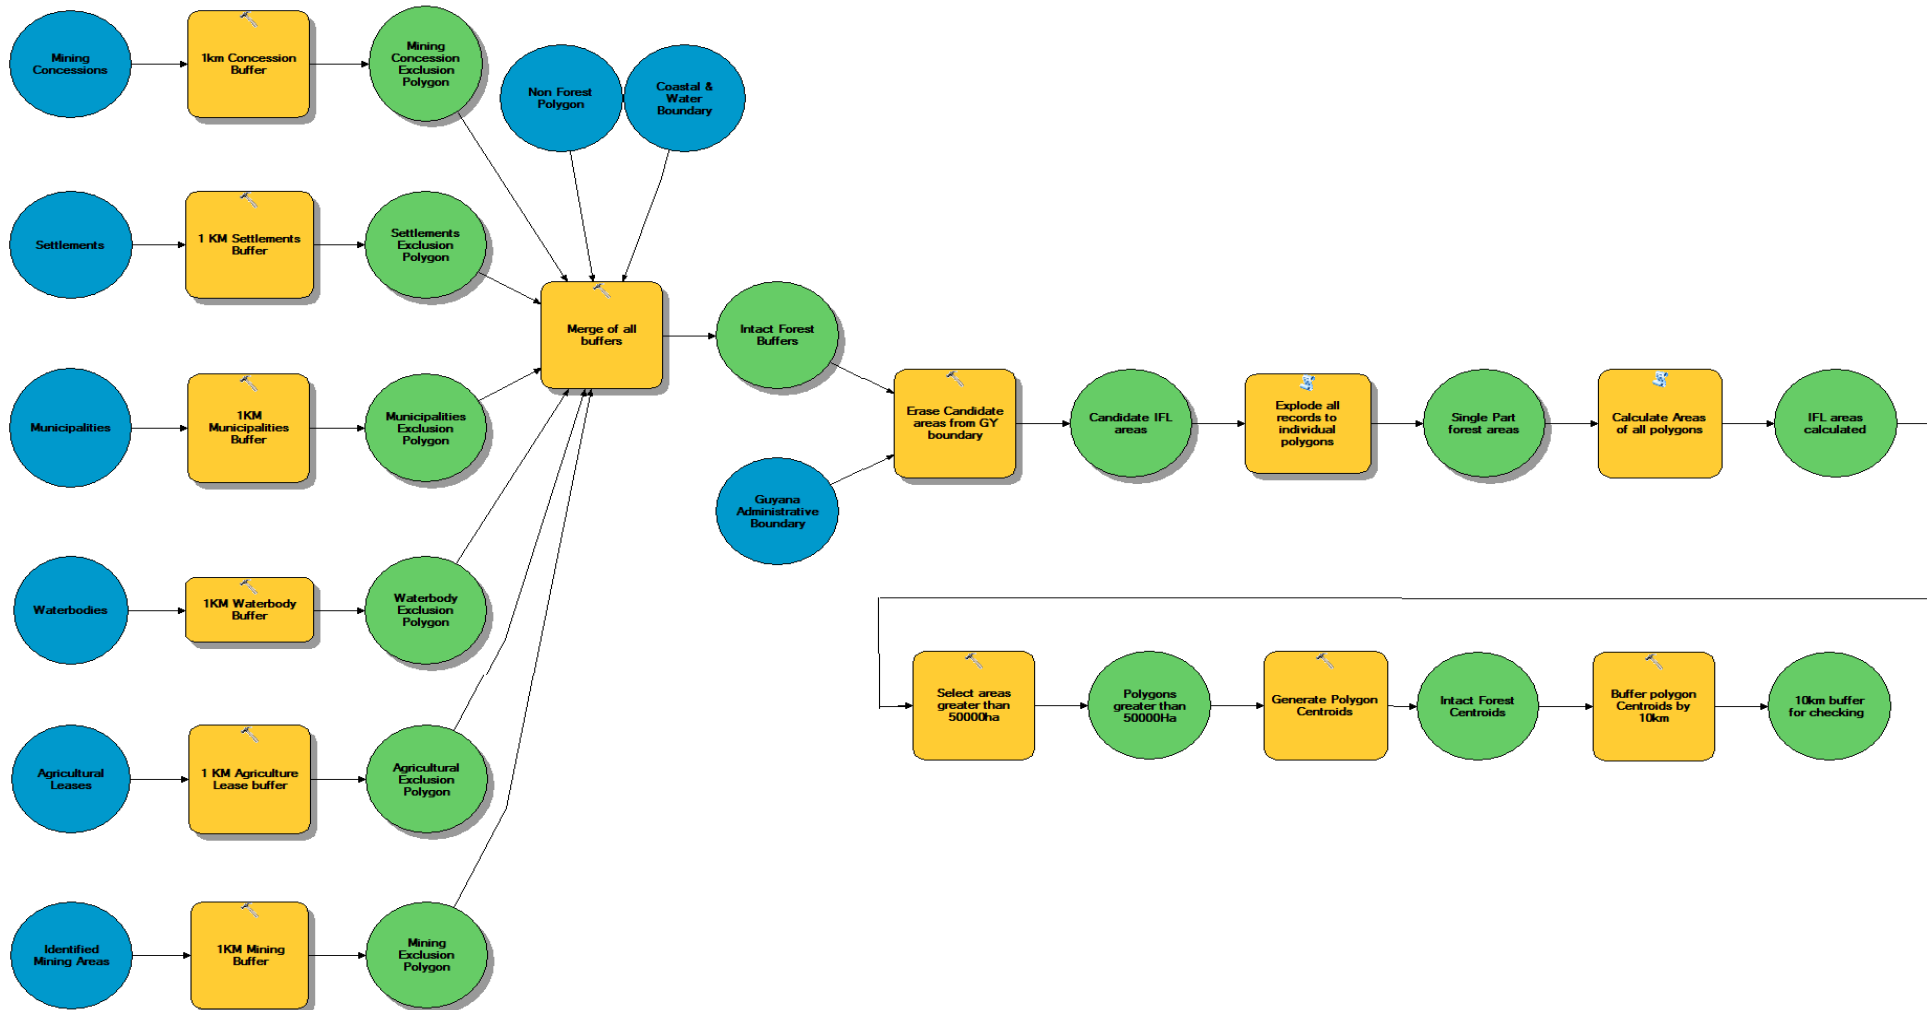 Mining
Concessions
1km Concession
Buffer
Mining
Concession
Exclusion
Polygon
Non Forest
Polygon
Coastal &
Water
Boundary
Settlements
1 KM Settlements
Buffer
Settlements
Exclusion
Polygon
Merge of all
buffers
Intact Forest
Buffers
Municipalities
1KM
Municipalities
Buffer
Municipalities
Exclusion
Polygon
Erase Candidate
areas from GY
boundary
Candidate IFL
areas
Explode all
records to
individual
polygons
Single Part
forest areas
Calculate Areas
of all polygons
IFL areas
calculated
Guyana
Administrative
Boundary
Waterbodies
1KM Waterbody
Buffer
Waterbody
Exclusion
Polygon
Select areas
greater than
50000ha
Polygons
greater than
50000Ha
Generate Polygon
Centroids
Intact Forest
Centroids
Buffer polygon
Centroids by
10km
10km buffer
for checking
Agricultural
Leases
1 KM Agriculture
Lease buffer
Agricultural
Exclusion
Polygon
Identified
Mining Areas
1KM Mining
Buffer
Mining
Exclusion
Polygon